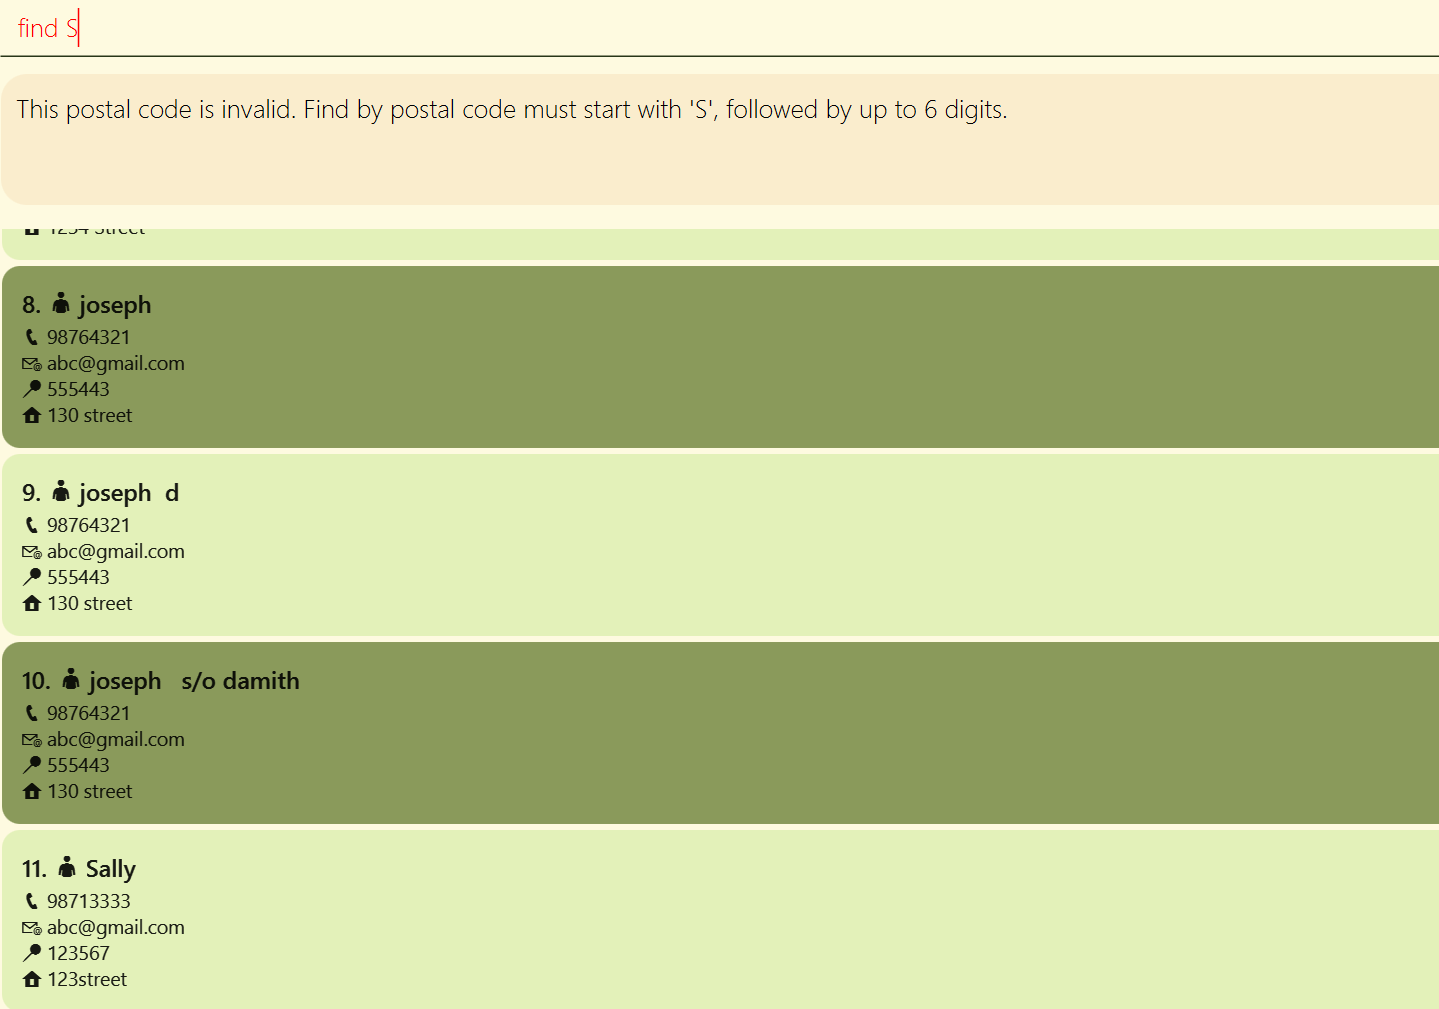 find S
This postal code is invalid. Find by postal code must start with 'S', followed by up to 6 digits.
1234 Street
8. joseph
98764321
abc@gmail.com
555443
130 street
9. joseph  d
98764321
abc@gmail.com
555443
130 street
10. joseph   s/o damith
98764321
abc@gmail.com
555443
130 street
11. Sally
98713333
abc@gmail.com
123567
123street